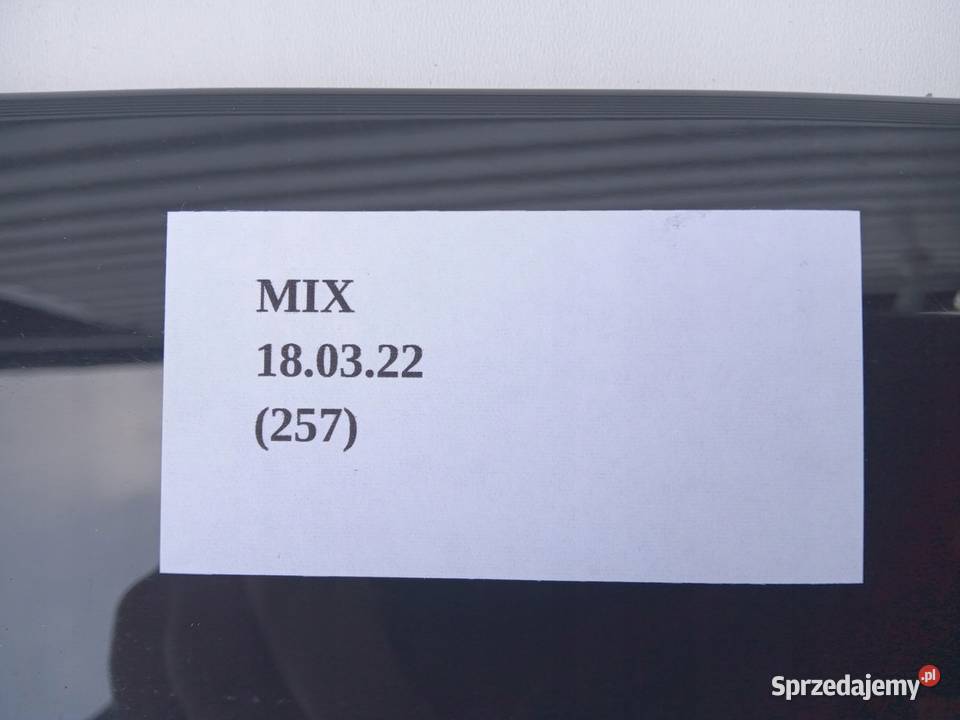 MIX
18.03.22
(257)
Sprzedajemy.pl